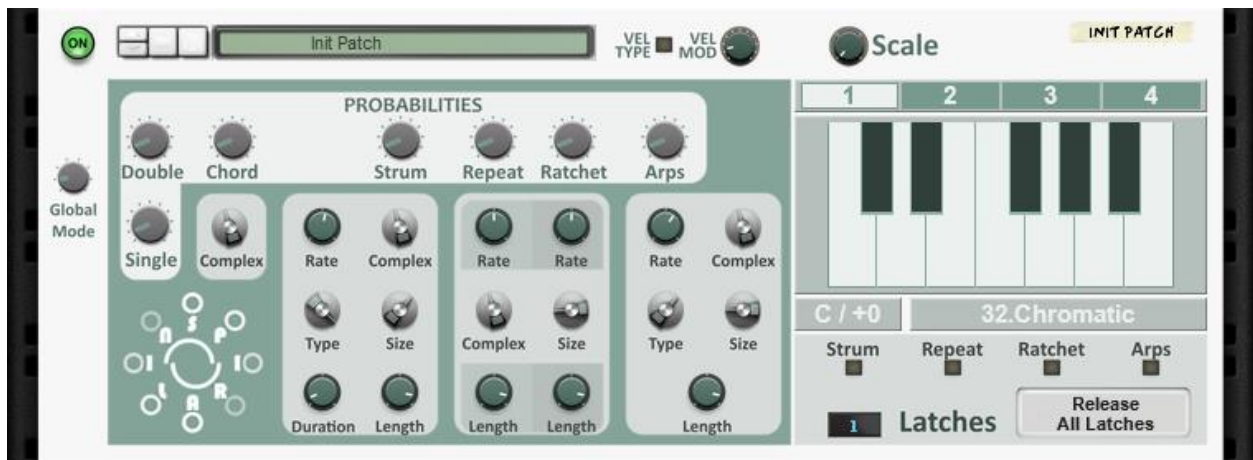 ON
Init Patch
VEL TYPE
VEL MOD
Scale
INIT PATCH
PROBABILITIES
Double Chord Strum Repeat Ratchet Arps
Global Mode
Single
Complex
Rate Complex
Type Size
Duration Length
Rate Rate
Complex Size
Length Length
Rate Complex
Type Size
Length
SPIRALIN
1 2 3 4
C / +0
32.Chromatic
Strum Repeat Ratchet Arps
1
Latches
Release
All Latches